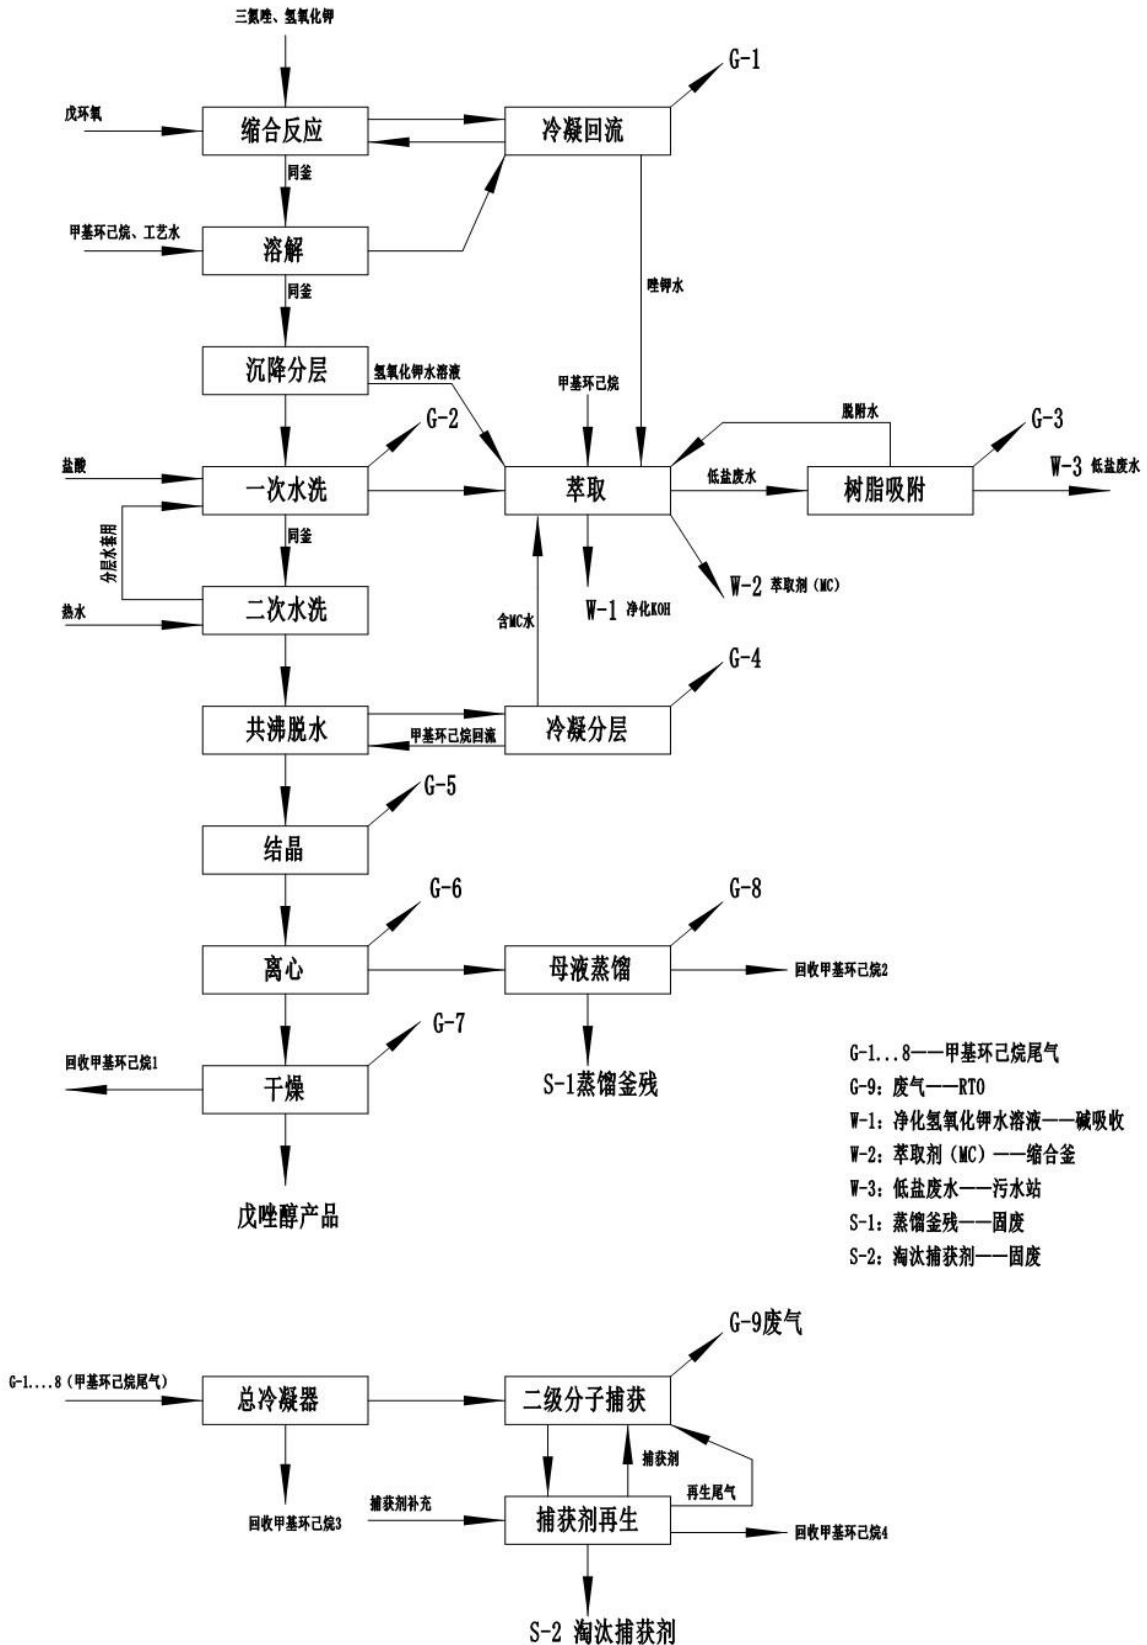 三氮唑、氢氧化钾
G-1
戊环氧
缩合反应
冷凝回流
同釜
甲基环己烷、工艺水
溶解
同釜
唑钾水
沉降分层
氢氧化钾水溶液
甲基环己烷
脱附水
G-2
G-3
盐酸
一次水洗
萃取
低盐废水
树脂吸附
W-3 低盐废水
分层水套用
同釜
W-2 萃取剂(MC)
热水
二次水洗
含MC水
W-1 净化KOH
G-4
共沸脱水
甲基环己烷回流
冷凝分层
G-5
结晶
G-6
G-8
离心
母液蒸馏
回收甲基环己烷2
G-7
回收甲基环己烷1
干燥
S-1蒸馏釜残
戊唑醇产品
G-1...8——甲基环己烷尾气
G-9: 废气——RTO
W-1: 净化氢氧化钾水溶液——碱吸收
W-2: 萃取剂(MC)——缩合釜
W-3: 低盐废水——污水站
S-1: 蒸馏釜残——固废
S-2: 淘汰捕获剂——固废
G-9废气
G-1....8(甲基环己烷尾气)
总冷凝器
二级分子捕获
捕获剂
再生尾气
捕获剂补充
回收甲基环己烷3
捕获剂再生
回收甲基环己烷4
S-2 淘汰捕获剂